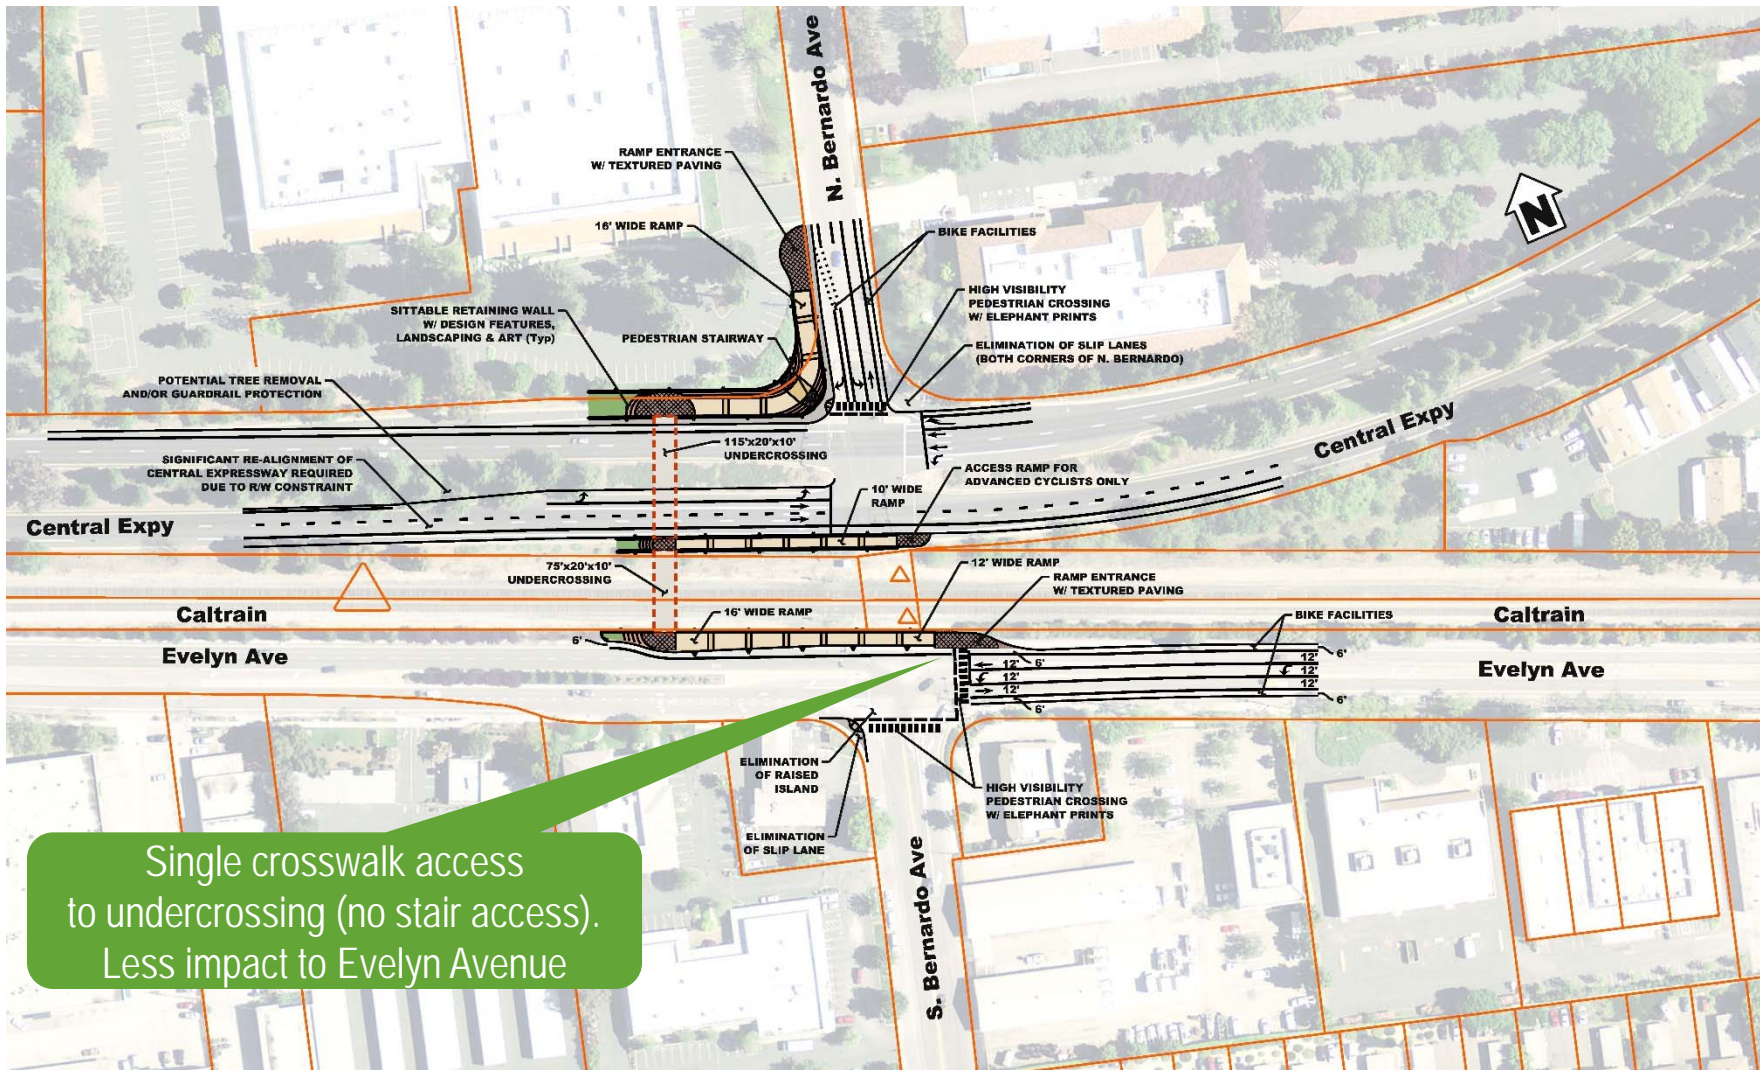 N. Bernardo Ave
RAMP ENTRANCE
W/ TEXTURED PAVING
16' WIDE RAMP
BIKE FACILITIES
N
HIGH VISIBILITY
PEDESTRIAN CROSSING
W/ ELEPHANT PRINTS
SITTABLE RETAINING WALL
W/ DESIGN FEATURES,
LANDSCAPING & ART (Typ)
PEDESTRIAN STAIRWAY
ELIMINATION OF SLIP LANES
(BOTH CORNERS OF N. BERNARDO)
POTENTIAL TREE REMOVAL
AND/OR GUARDRAIL PROTECTION
115'x20'x10'
UNDERCROSSING
Central Expy
SIGNIFICANT RE-ALIGNMENT OF
CENTRAL EXPRESSWAY REQUIRED
DUE TO R/W CONSTRAINT
ACCESS RAMP FOR
ADVANCED CYCLISTS ONLY
10' WIDE
RAMP
Central Expy
75'x20'x10'
UNDERCROSSING
12' WIDE RAMP
RAMP ENTRANCE
W/ TEXTURED PAVING
Caltrain
16' WIDE RAMP
BIKE FACILITIES
Caltrain
6'
Evelyn Ave
6'
12'
12'
12'
6'
6'
12'
12'
12'
6'
Evelyn Ave
ELIMINATION
OF RAISED
ISLAND
HIGH VISIBILITY
PEDESTRIAN CROSSING
W/ ELEPHANT PRINTS
ELIMINATION
OF SLIP LANE
S. Bernardo Ave
Single crosswalk access
to undercrossing (no stair access).
Less impact to Evelyn Avenue